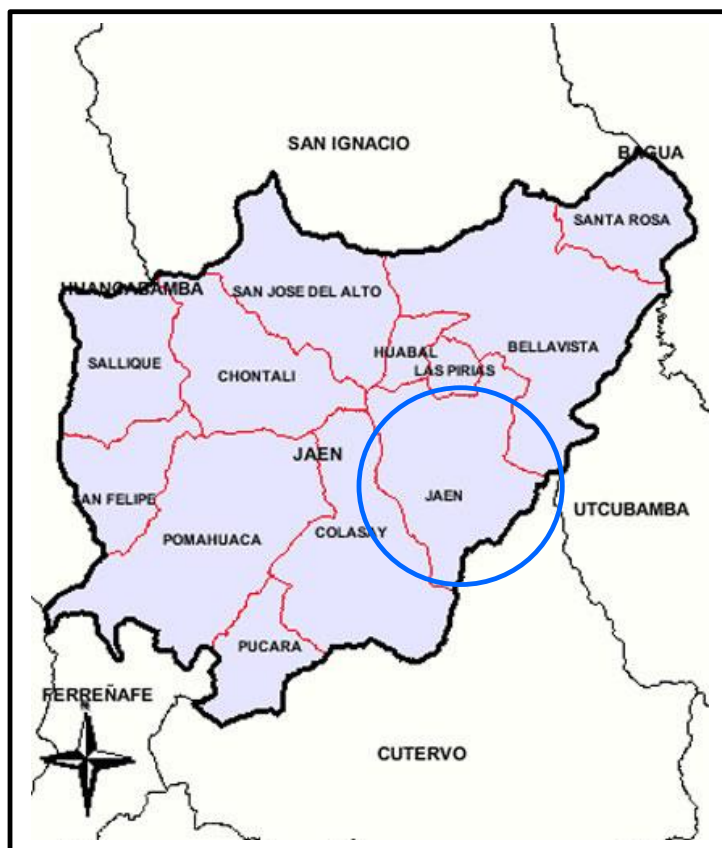 SAN IGNACIO
BAGUA
SANTA ROSA
HUANCABAMBA
SAN JOSE DEL ALTO
BELLAVISTA
HUABAL
SALLIQUE
LAS PIRIAS
CHONTALI
JAEN
JAEN
SAN FELIPE
UTCUBAMBA
COLASAY
POMAHUACA
PUCARA
FERREÑAFE
N
CUTERVO